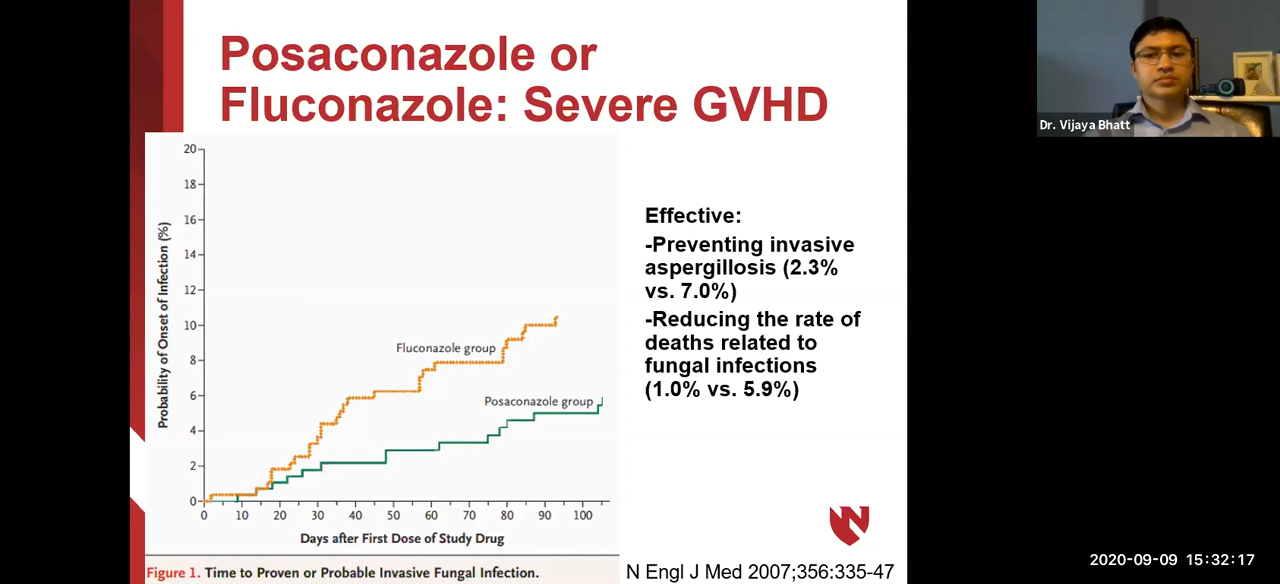 Posaconazole or
Fluconazole: Severe GVHD
Dr. Vijaya Bhatt
20
18
16
14
12
10
8
6
4
2
0
Probability of Onset of Infection (%)
Fluconazole group
Posaconazole group
0 10 20 30 40 50 60 70 80 90 100
Days after First Dose of Study Drug
Figure 1. Time to Proven or Probable Invasive Fungal Infection.
Effective:
-Preventing invasive
aspergillosis (2.3%
vs. 7.0%)
-Reducing the rate of
deaths related to
fungal infections
(1.0% vs. 5.9%)
N
N Engl J Med 2007;356:335-47
2020-09-09 15:32:17